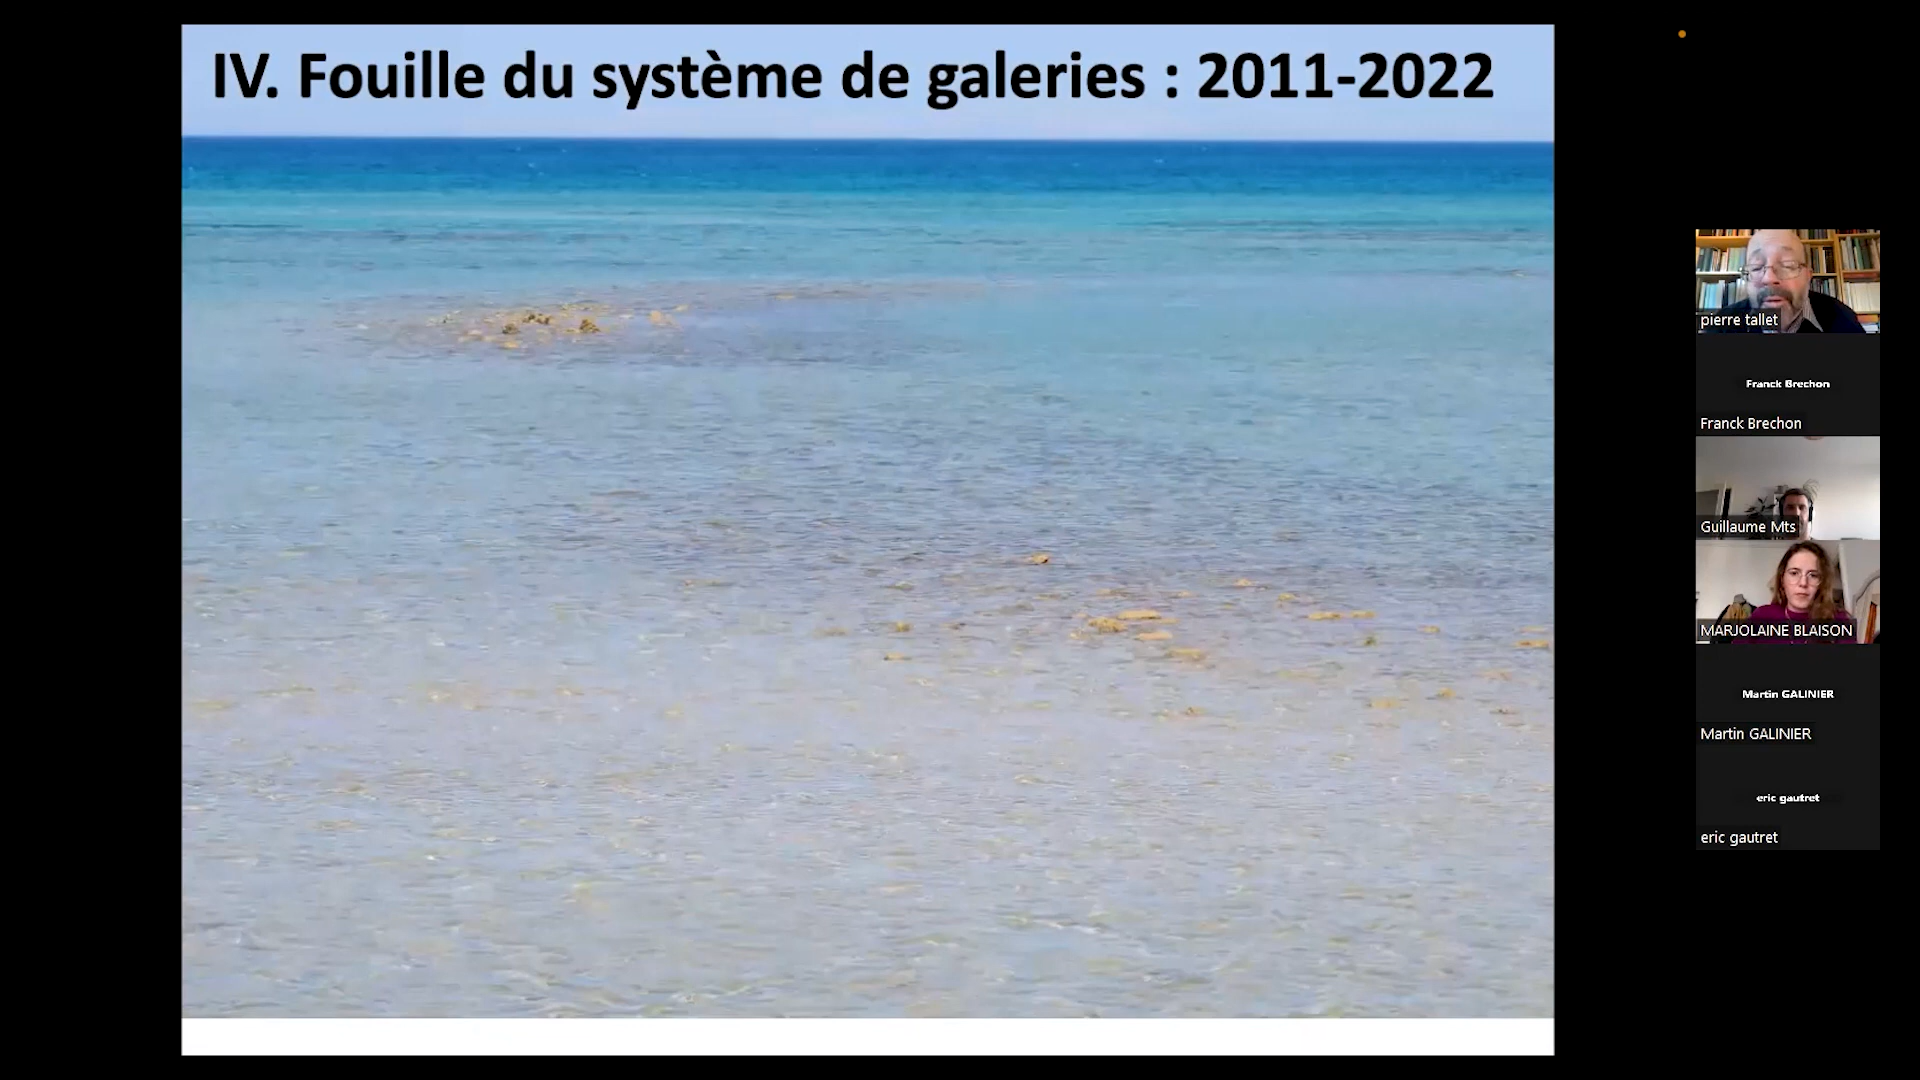 IV. Fouille du système de galeries : 2011-2022
pierre tallet
Franck Brechon
Franck Brechon
Guillaume Mts
MARJOLAINE BLAISON
Martin GALINIER
Martin GALINIER
eric gautret
eric gautret